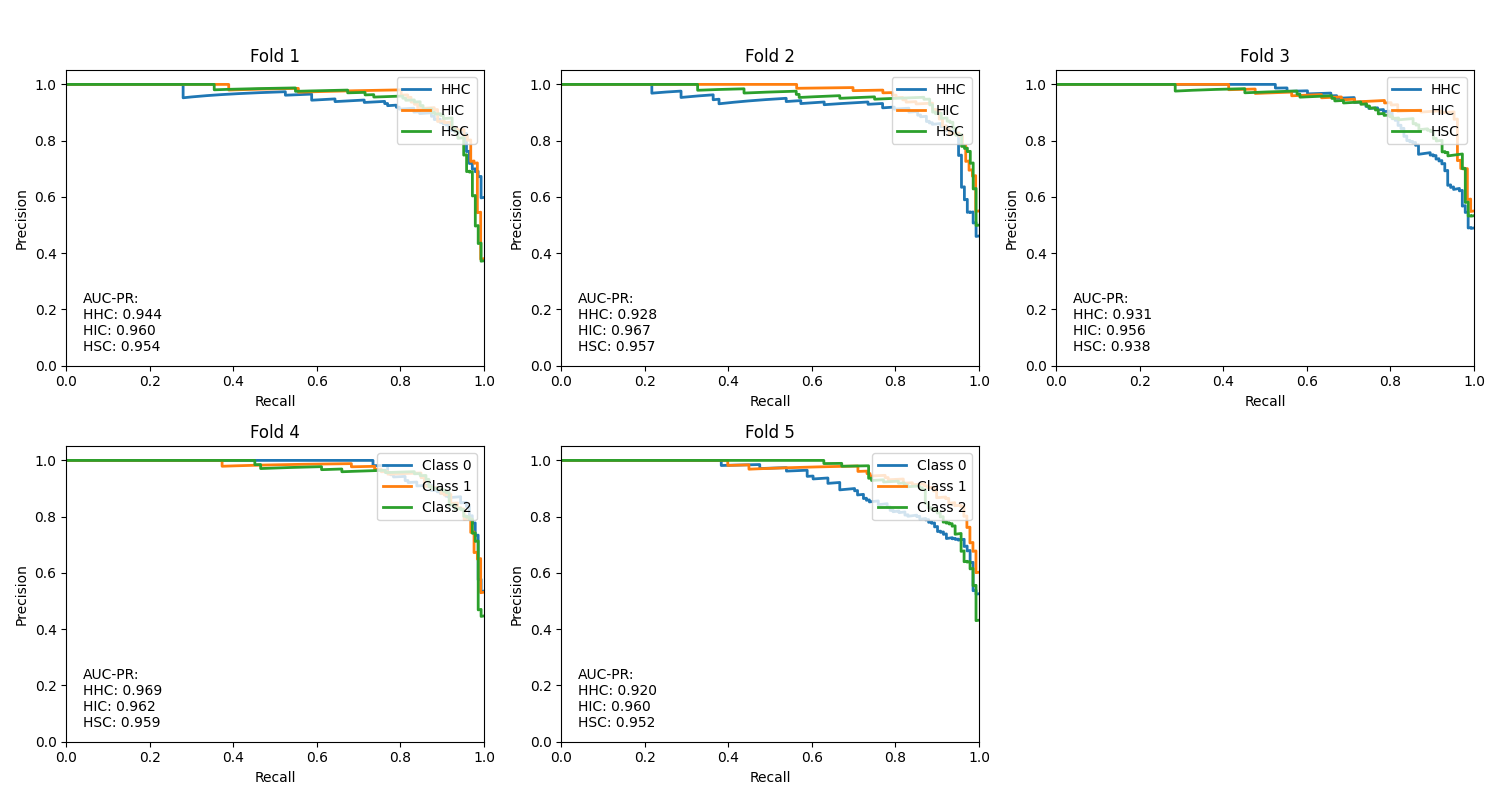 Fold 1
1.0
0.8
0.6
0.4
0.2
0.0
Precision
HHC
HIC
HSC
AUC-PR:
HHC: 0.944
HIC: 0.960
HSC: 0.954
0.0 0.2 0.4 0.6 0.8 1.0
Recall
Fold 2
1.0
0.8
0.6
0.4
0.2
0.0
Precision
HHC
HIC
HSC
AUC-PR:
HHC: 0.928
HIC: 0.967
HSC: 0.957
0.0 0.2 0.4 0.6 0.8 1.0
Recall
Fold 3
1.0
0.8
0.6
0.4
0.2
0.0
Precision
HHC
HIC
HSC
AUC-PR:
HHC: 0.931
HIC: 0.956
HSC: 0.938
0.0 0.2 0.4 0.6 0.8 1.0
Recall
Fold 4
1.0
0.8
0.6
0.4
0.2
0.0
Precision
Class 0
Class 1
Class 2
AUC-PR:
HHC: 0.969
HIC: 0.962
HSC: 0.959
0.0 0.2 0.4 0.6 0.8 1.0
Recall
Fold 5
1.0
0.8
0.6
0.4
0.2
0.0
Precision
Class 0
Class 1
Class 2
AUC-PR:
HHC: 0.920
HIC: 0.960
HSC: 0.952
0.0 0.2 0.4 0.6 0.8 1.0
Recall